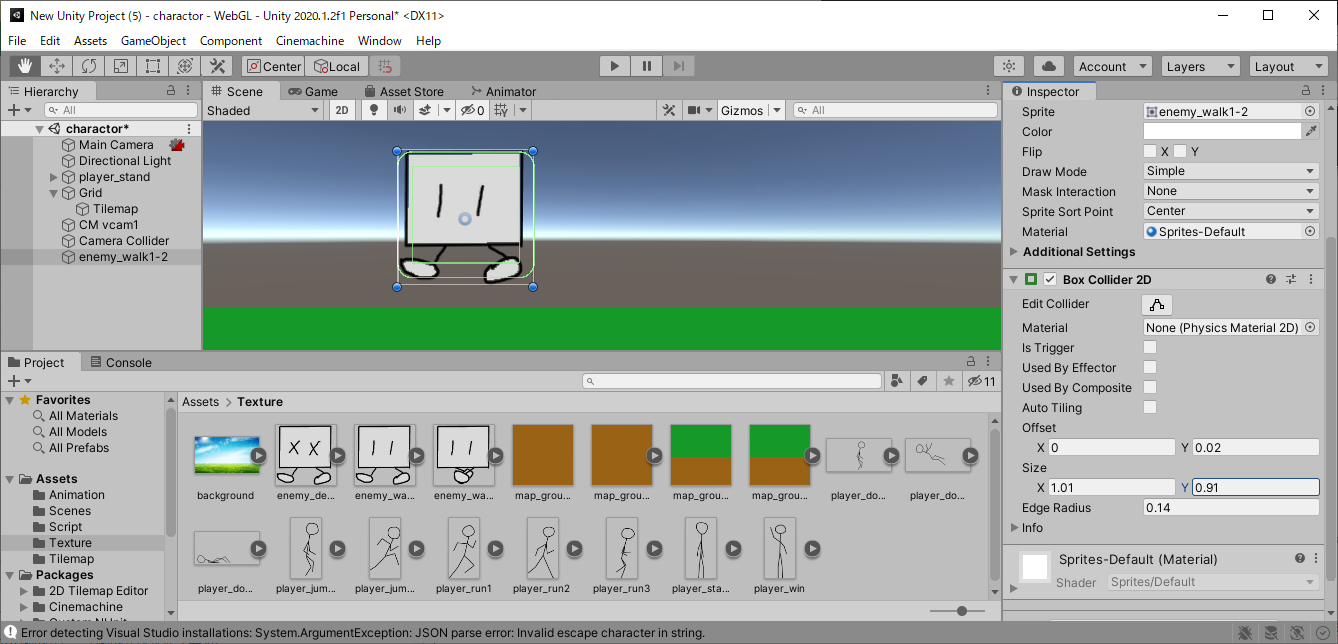 New Unity Project (5) - charactor - WebGL - Unity 2020.1.2f1 Personal* <DX11>
File Edit Assets GameObject Component Cinemachine Window Help
Center Local Account Layers Layout
Hierarchy
All
charactor*
Main Camera
Directional Light
player_stand
Grid
Tilemap
CM vcam1
Camera Collider
enemy_walk1-2
Scene Game Asset Store Animator
Shaded 2D 0 Gizmos All
Inspector
Sprite enemy_walk1-2
Color
Flip X Y
Draw Mode Simple
Mask Interaction None
Sprite Sort Point Center
Material Sprites-Default
Additional Settings
Box Collider 2D
Edit Collider
Material None (Physics Material 2D)
Is Trigger
Used By Effector
Used By Composite
Auto Tiling
Offset
X 0 Y 0.02
Size
X 1.01 Y 0.91
Edge Radius 0.14
Info
Sprites-Default (Material)
Shader Sprites/Default
Project Console
11
Favorites
All Materials
All Models
All Prefabs
Assets
Animation
Scenes
Script
Texture
Tilemap
Packages
2D Tilemap Editor
Cinemachine
Assets > Texture
background enemy_de... enemy_wa... enemy_wa... map_grou... map_grou... map_grou... map_grou... player_do... player_do...
player_do... player_jum... player_jum... player_run1 player_run2 player_run3 player_sta... player_win
Error detecting Visual Studio installations: System.ArgumentException: JSON parse error: Invalid escape character in string.